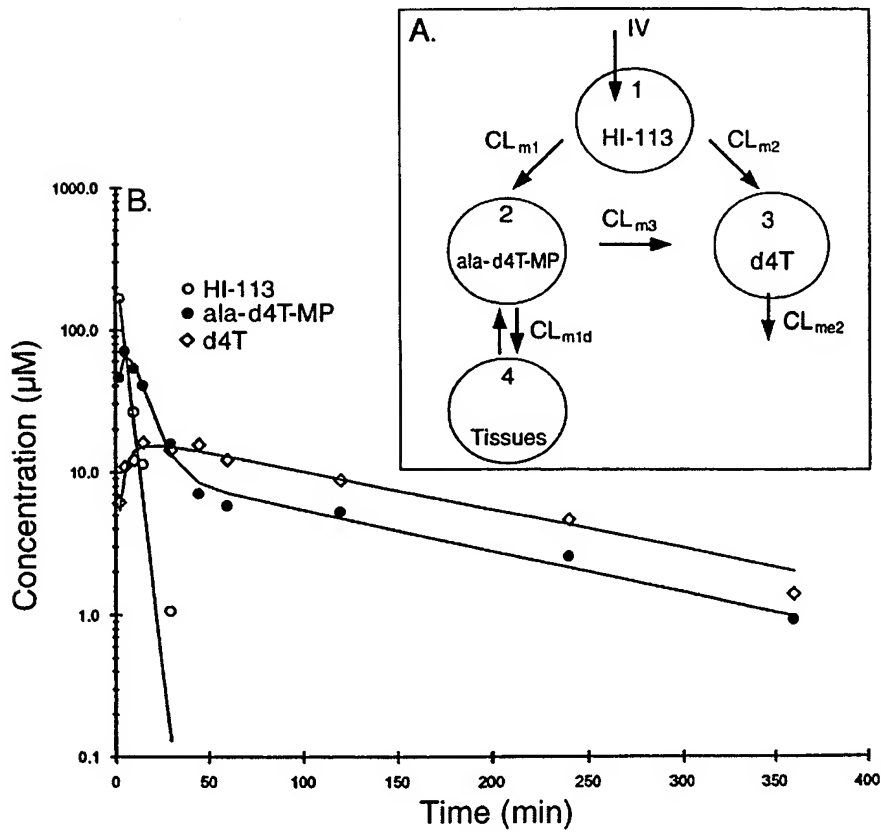 A.
IV
1
HI-113
CLm1
CLm2
2
ala-d4T-MP
CLm3
3
d4T
CLm1d
CLme2
4
Tissues
B.
HI-113
ala-d4T-MP
d4T
Concentration (µM)
1000.0
100.0
10.0
1.0
0.1
0 50 100 150 200 250 300 350 400
Time (min)